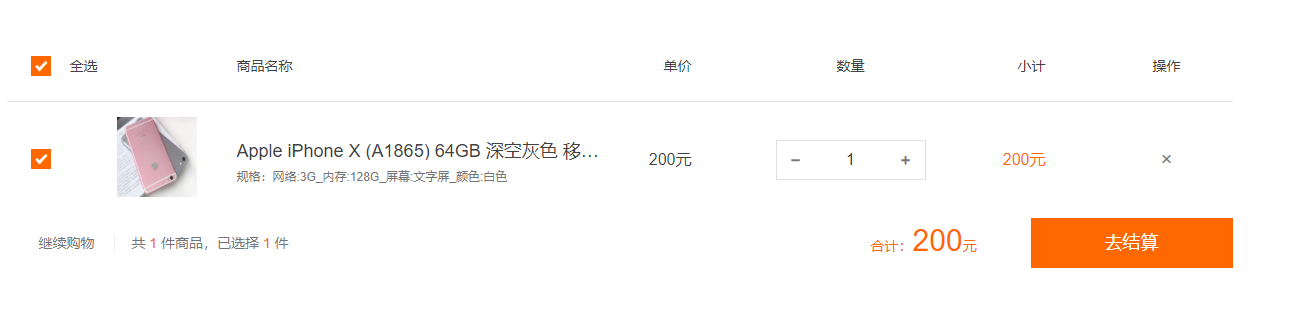 全选 商品名称 单价 数量 小计 操作
Apple iPhone X (A1865) 64GB 深空灰色 移… 200元 − 1 + 200元 ×
规格：网络:3G_内存:128G_屏幕:文字屏_颜色:白色
继续购物 共 1 件商品，已选择 1 件 合计：200元 去结算